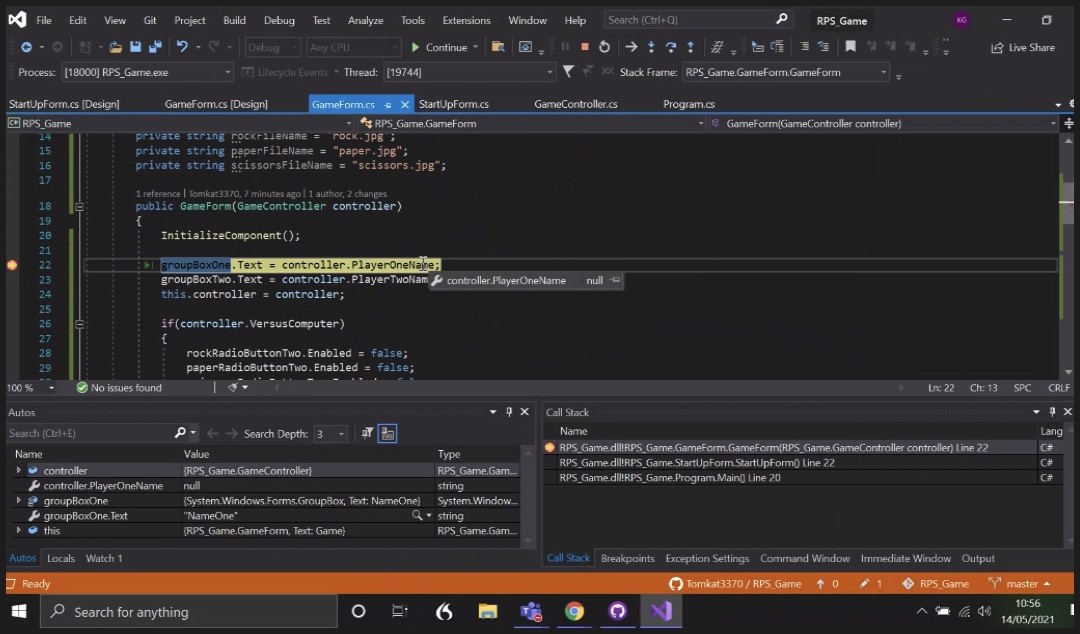 File Edit View Git Project Build Debug Test Analyze Tools Extensions Window Help Search (Ctrl+Q) RPS_Game KG
Debug Any CPU Continue Live Share
Process: [18000] RPS_Game.exe Lifecycle Events Thread: [19744] Stack Frame: RPS_Game.GameForm.GameForm
StartUpForm.cs [Design] GameForm.cs [Design] GameForm.cs StartUpForm.cs GameController.cs Program.cs
C# RPS_Game RPS_Game.GameForm GameForm(GameController controller)
14 private string rockFileName = "rock.jpg";
15 private string paperFileName = "paper.jpg";
16 private string scissorsFileName = "scissors.jpg";
17
1 reference | Tomkat3370, 7 minutes ago | 1 author, 2 changes
18 public GameForm(GameController controller)
19 {
20 InitializeComponent();
21
22 groupBoxOne.Text = controller.PlayerOneName;
23 groupBoxTwo.Text = controller.PlayerTwoNam
controller.PlayerOneName null
24 this.controller = controller;
25
26 if(controller.VersusComputer)
27 {
28 rockRadioButtonTwo.Enabled = false;
29 paperRadioButtonTwo.Enabled = false;
100 % No issues found Ln: 22 Ch: 13 SPC CRLF
Autos
Search (Ctrl+E) Search Depth: 3
Name Value Type
controller {RPS_Game.GameController} RPS_Game.Gam...
controller.PlayerOneName null string
groupBoxOne {System.Windows.Forms.GroupBox, Text: NameOne} System.Window...
groupBoxOne.Text "NameOne" string
this {RPS_Game.GameForm, Text: Game} RPS_Game.Gam...
Autos Locals Watch 1
Call Stack
Name Lang
RPS_Game.dll!RPS_Game.GameForm.GameForm(RPS_Game.GameController controller) Line 22 C#
RPS_Game.dll!RPS_Game.StartUpForm.StartUpForm() Line 22 C#
RPS_Game.dll!RPS_Game.Program.Main() Line 20 C#
Call Stack Breakpoints Exception Settings Command Window Immediate Window Output
Ready Tomkat3370 / RPS_Game 0 1 RPS_Game master
Search for anything 10:56
14/05/2021